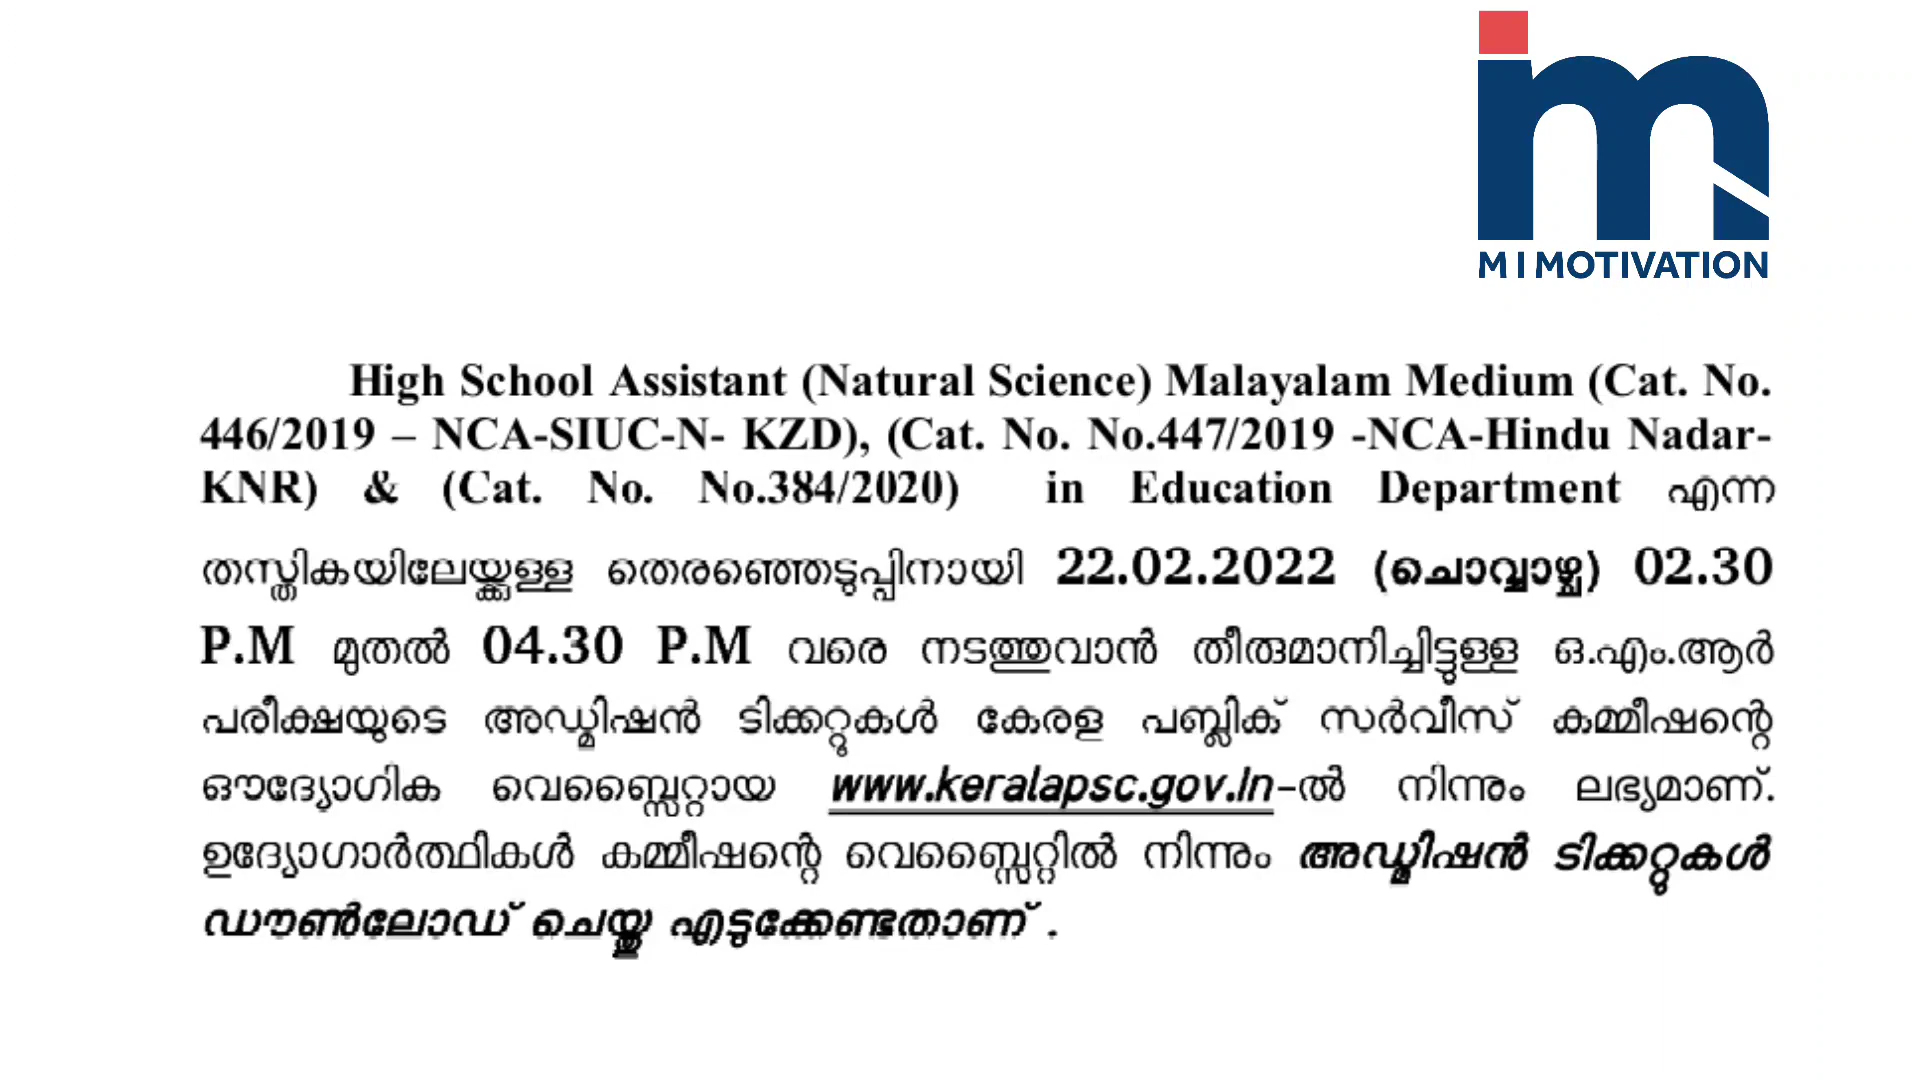 M I MOTIVATION
High School Assistant (Natural Science) Malayalam Medium (Cat. No.
446/2019 – NCA-SIUC-N- KZD), (Cat. No. No.447/2019 -NCA-Hindu Nadar-
KNR) & (Cat. No. No.384/2020) in Education Department എന്ന
തസ്തികയിലേയ്ക്കുള്ള തെരഞ്ഞെടുപ്പിനായി 22.02.2022 (ചൊവ്വാഴ്ച) 02.30
P.M മുതൽ 04.30 P.M വരെ നടത്തുവാൻ തീരുമാനിച്ചിട്ടുള്ള ഒ.എം.ആർ
പരീക്ഷയുടെ അഡ്മിഷൻ ടിക്കറ്റുകൾ കേരള പബ്ലിക് സർവീസ് കമ്മീഷന്റെ
ഔദ്യോഗിക വെബ്സൈറ്റായ www.keralapsc.gov.in-ൽ നിന്നും ലഭ്യമാണ്.
ഉദ്യോഗാർത്ഥികൾ കമ്മീഷന്റെ വെബ്സൈറ്റിൽ നിന്നും അഡ്മിഷൻ ടിക്കറ്റുകൾ
ഡൗൺലോഡ് ചെയ്തു എടുക്കേണ്ടതാണ് .